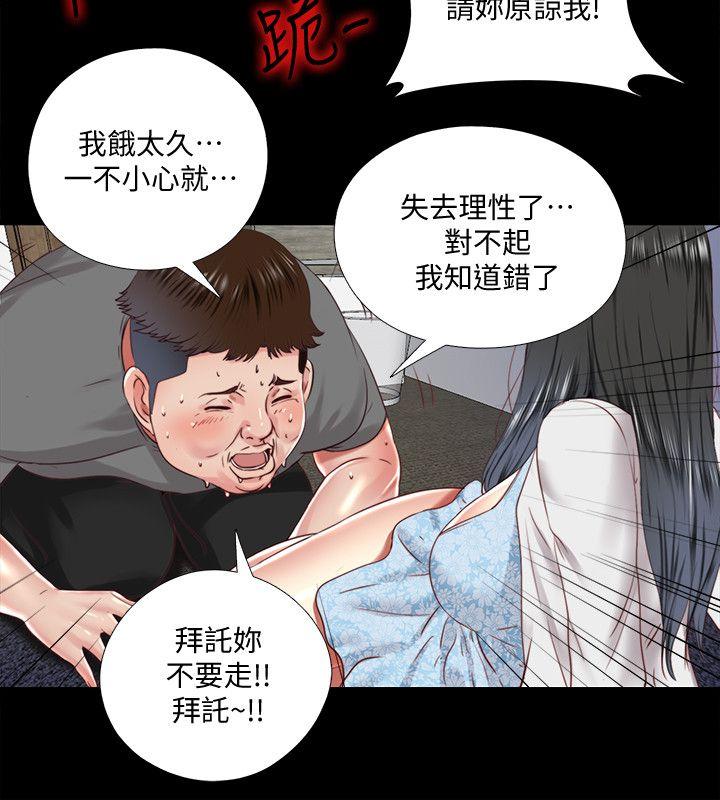 請妳原諒我!
跪-
我餓太久…
一不小心就…
失去理性了…
對不起
我知道錯了
拜託妳
不要走!!
拜託~!!